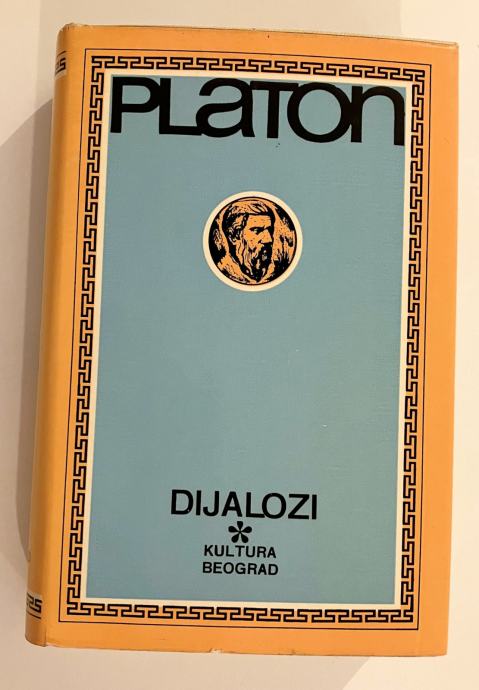 PLaTOn
DIJALOZI
*
KULTURA
BEOGRAD